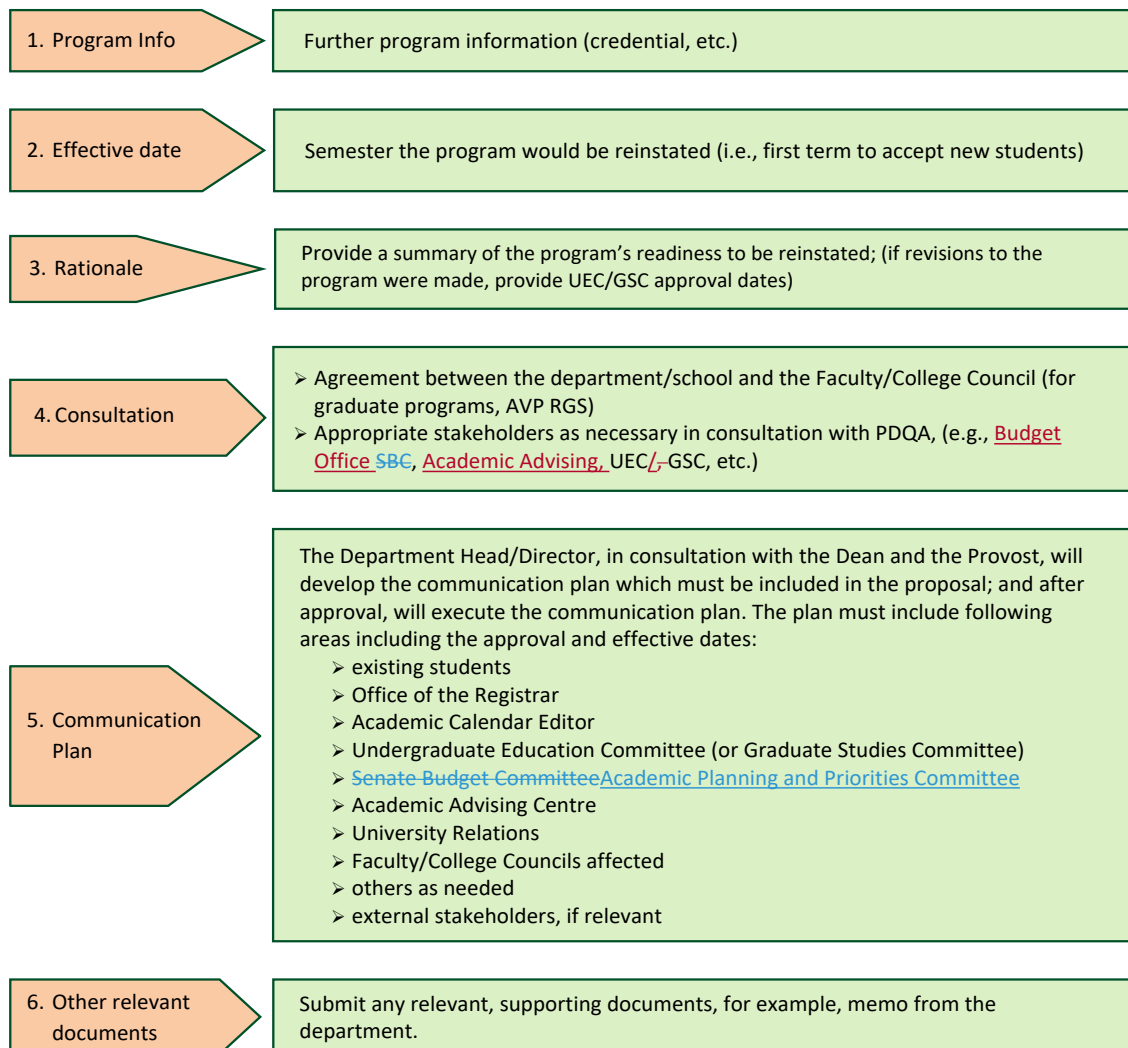 1. Program Info
Further program information (credential, etc.)
2. Effective date
Semester the program would be reinstated (i.e., first term to accept new students)
3. Rationale
Provide a summary of the program's readiness to be reinstated; (if revisions to the
program were made, provide UEC/GSC approval dates)
4. Consultation
➢ Agreement between the department/school and the Faculty/College Council (for
graduate programs, AVP RGS)
➢ Appropriate stakeholders as necessary in consultation with PDQA, (e.g., Budget
Office SBC, Academic Advising, UEC/, GSC, etc.)
5. Communication
Plan
The Department Head/Director, in consultation with the Dean and the Provost, will
develop the communication plan which must be included in the proposal; and after
approval, will execute the communication plan. The plan must include following
areas including the approval and effective dates:
➢ existing students
➢ Office of the Registrar
➢ Academic Calendar Editor
➢ Undergraduate Education Committee (or Graduate Studies Committee)
➢ Senate Budget CommitteeAcademic Planning and Priorities Committee
➢ Academic Advising Centre
➢ University Relations
➢ Faculty/College Councils affected
➢ others as needed
➢ external stakeholders, if relevant
6. Other relevant
documents
Submit any relevant, supporting documents, for example, memo from the
department.